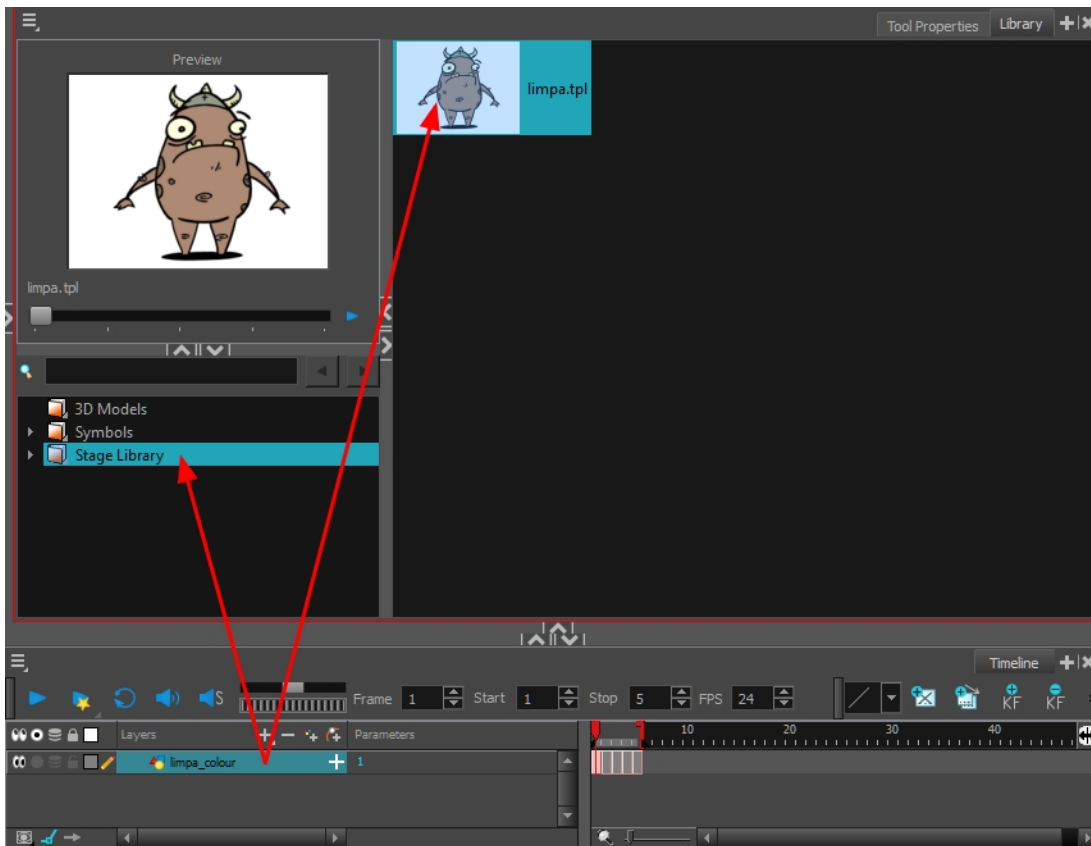 Tool Properties Library
Preview
limpa.tpl
limpa.tpl
3D Models
Symbols
Stage Library
Timeline
S Frame 1 Start 1 Stop 5 FPS 24 KF KF
Layers Parameters 10 20 30 40
limpa_colour 1